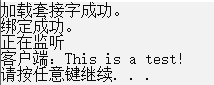 加载套接字成功。
绑定成功。
正在监听
客户端：This is a test!
请按任意键继续. . .